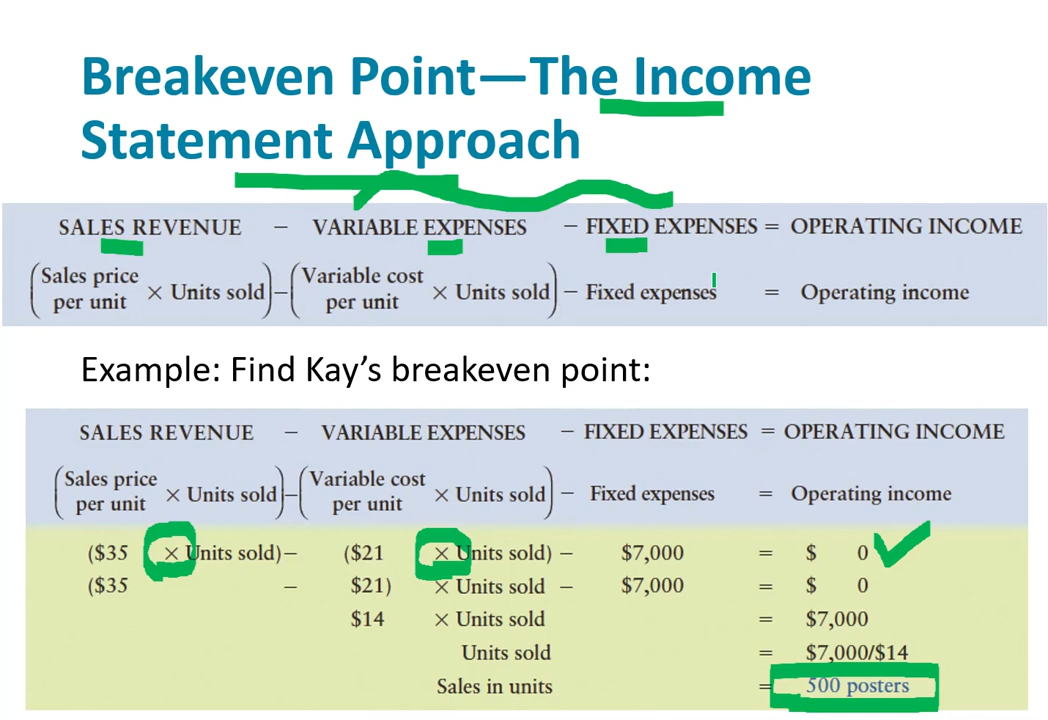 Breakeven Point—The Income
Statement Approach
SALES REVENUE – VARIABLE EXPENSES – FIXED EXPENSES = OPERATING INCOME
(Sales price per unit × Units sold) – (Variable cost per unit × Units sold) – Fixed expenses = Operating income
Example: Find Kay’s breakeven point:
SALES REVENUE – VARIABLE EXPENSES – FIXED EXPENSES = OPERATING INCOME
(Sales price per unit × Units sold) – (Variable cost per unit × Units sold) – Fixed expenses = Operating income
($35 × Units sold) – ($21 × Units sold) – $7,000 = $ 0
($35 – $21) × Units sold – $7,000 = $ 0
$14 × Units sold = $7,000
Units sold = $7,000/$14
Sales in units = 500 posters